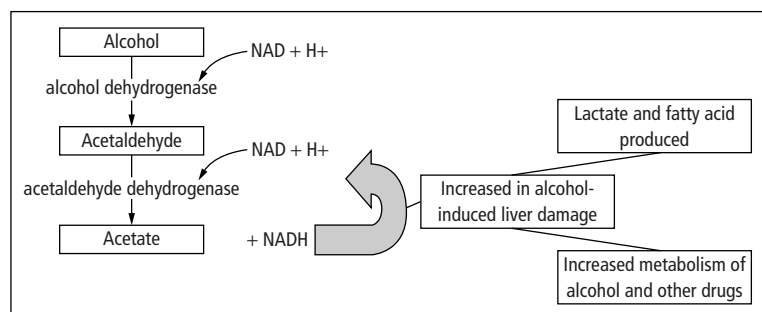 Alcohol
NAD + H+
alcohol dehydrogenase
Acetaldehyde
NAD + H+
acetaldehyde dehydrogenase
Acetate
+ NADH
Lactate and fatty acid
produced
Increased in alcohol-
induced liver damage
Increased metabolism of
alcohol and other drugs